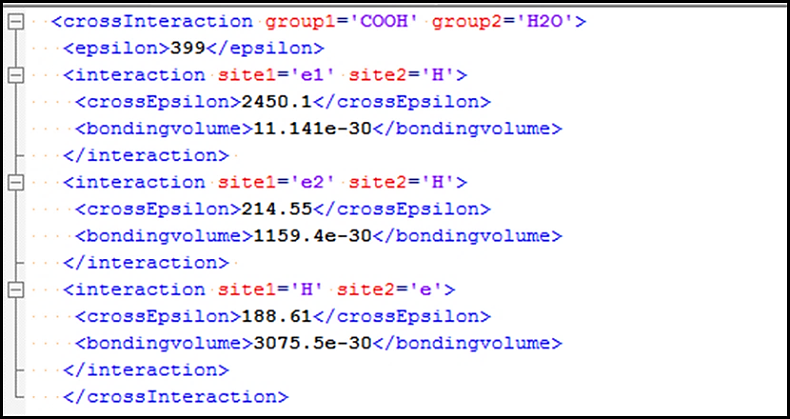 <crossInteraction group1='COOH' group2='H2O'>
<epsilon>399</epsilon>
<interaction site1='e1' site2='H'>
<crossEpsilon>2450.1</crossEpsilon>
<bondingvolume>11.141e-30</bondingvolume>
</interaction>
<interaction site1='e2' site2='H'>
<crossEpsilon>214.55</crossEpsilon>
<bondingvolume>1159.4e-30</bondingvolume>
</interaction>
<interaction site1='H' site2='e'>
<crossEpsilon>188.61</crossEpsilon>
<bondingvolume>3075.5e-30</bondingvolume>
</interaction>
</crossInteraction>